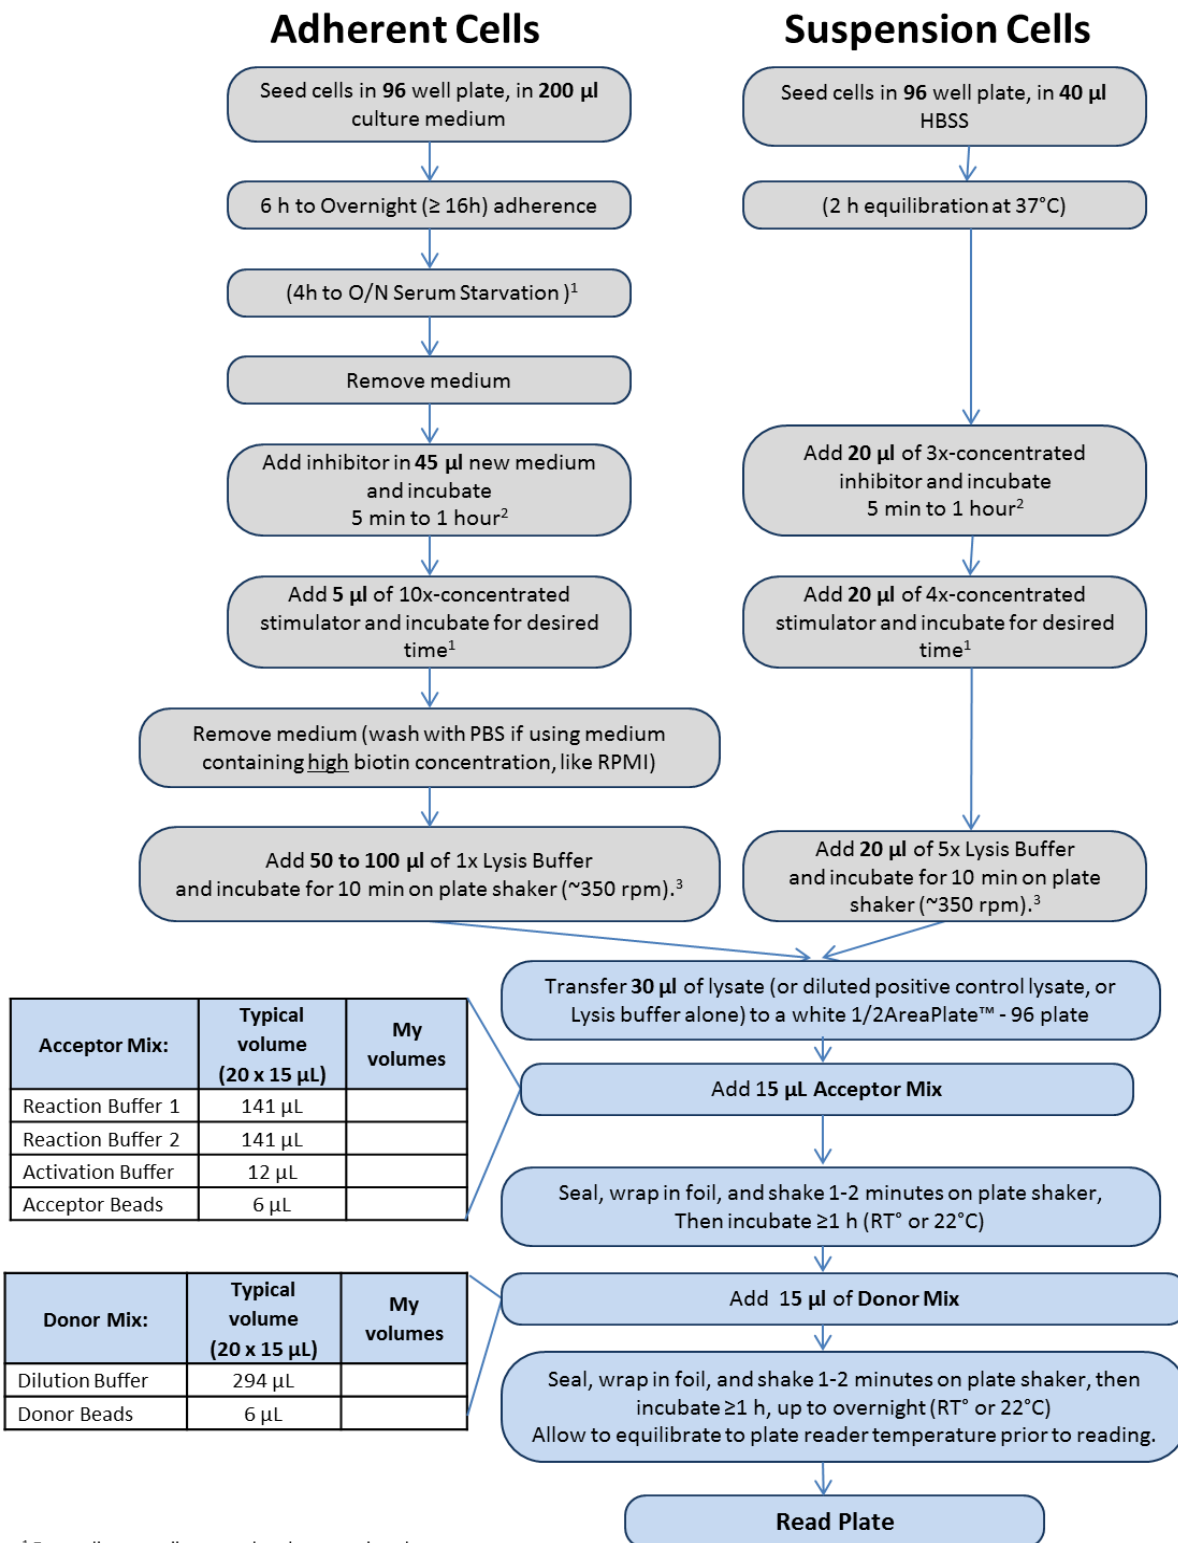 Adherent Cells
Seed cells in 96 well plate, in 200 µl
culture medium
6 h to Overnight (≥ 16h) adherence
(4h to O/N Serum Starvation )¹
Remove medium
Add inhibitor in 45 µl new medium
and incubate
5 min to 1 hour²
Add 5 µl of 10x-concentrated
stimulator and incubate for desired
time¹
Remove medium (wash with PBS if using medium
containing high biotin concentration, like RPMI)
Add 50 to 100 µl of 1x Lysis Buffer
and incubate for 10 min on plate shaker (~350 rpm).³
Suspension Cells
Seed cells in 96 well plate, in 40 µl
HBSS
(2 h equilibration at 37°C)
Add 20 µl of 3x-concentrated
inhibitor and incubate
5 min to 1 hour²
Add 20 µl of 4x-concentrated
stimulator and incubate for desired
time¹
Add 20 µl of 5x Lysis Buffer
and incubate for 10 min on plate
shaker (~350 rpm).³
Transfer 30 µl of lysate (or diluted positive control lysate, or
Lysis buffer alone) to a white 1/2AreaPlate™ - 96 plate
Acceptor Mix: Typical volume (20 x 15 µL) My volumes
Reaction Buffer 1 141 µL
Reaction Buffer 2 141 µL
Activation Buffer 12 µL
Acceptor Beads 6 µL
Add 15 µL Acceptor Mix
Seal, wrap in foil, and shake 1-2 minutes on plate shaker,
Then incubate ≥1 h (RT° or 22°C)
Donor Mix: Typical volume (20 x 15 µL) My volumes
Dilution Buffer 294 µL
Donor Beads 6 µL
Add 15 µl of Donor Mix
Seal, wrap in foil, and shake 1-2 minutes on plate shaker, then
incubate ≥1 h, up to overnight (RT° or 22°C)
Allow to equilibrate to plate reader temperature prior to reading.
Read Plate